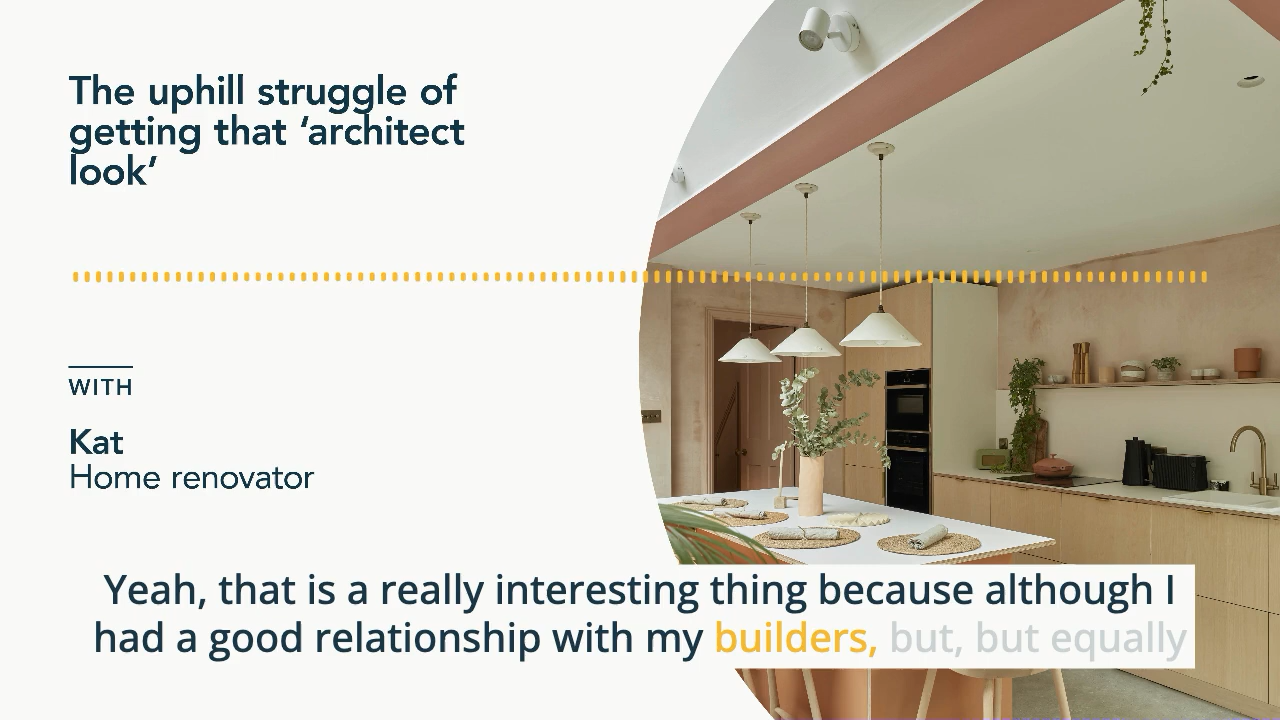 The uphill struggle of
getting that ‘architect
look’
WITH
Kat
Home renovator
Yeah, that is a really interesting thing because although I
had a good relationship with my builders, but, but equally